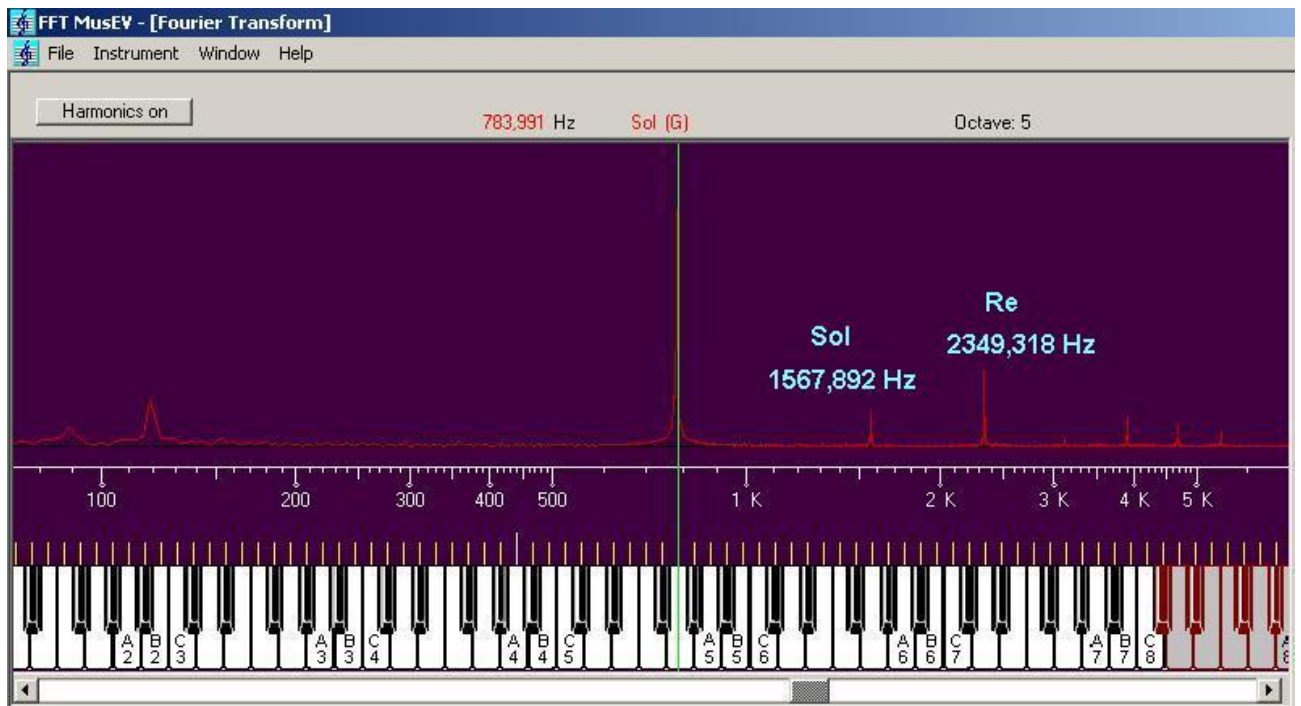 FFT MusEV - [Fourier Transform]
File Instrument Window Help
Harmonics on
783,991 Hz Sol (G) Octave: 5
Re
Sol
2349,318 Hz
1567,892 Hz
100 200 300 400 500 1 K 2 K 3 K 4 K 5 K
A B C A B C A B C A B C A B C A B C A
2 2 3 3 3 4 4 4 5 5 5 6 6 6 7 7 7 8 8